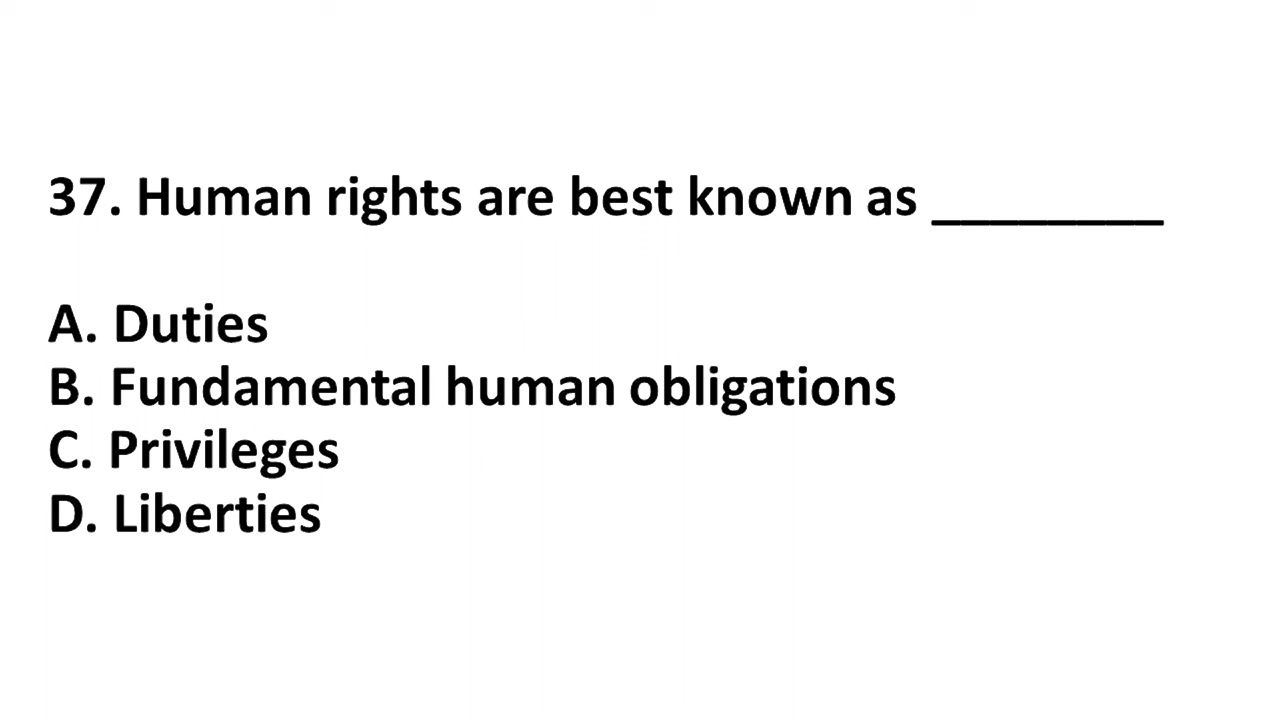 37. Human rights are best known as ________
A. Duties
B. Fundamental human obligations
C. Privileges
D. Liberties